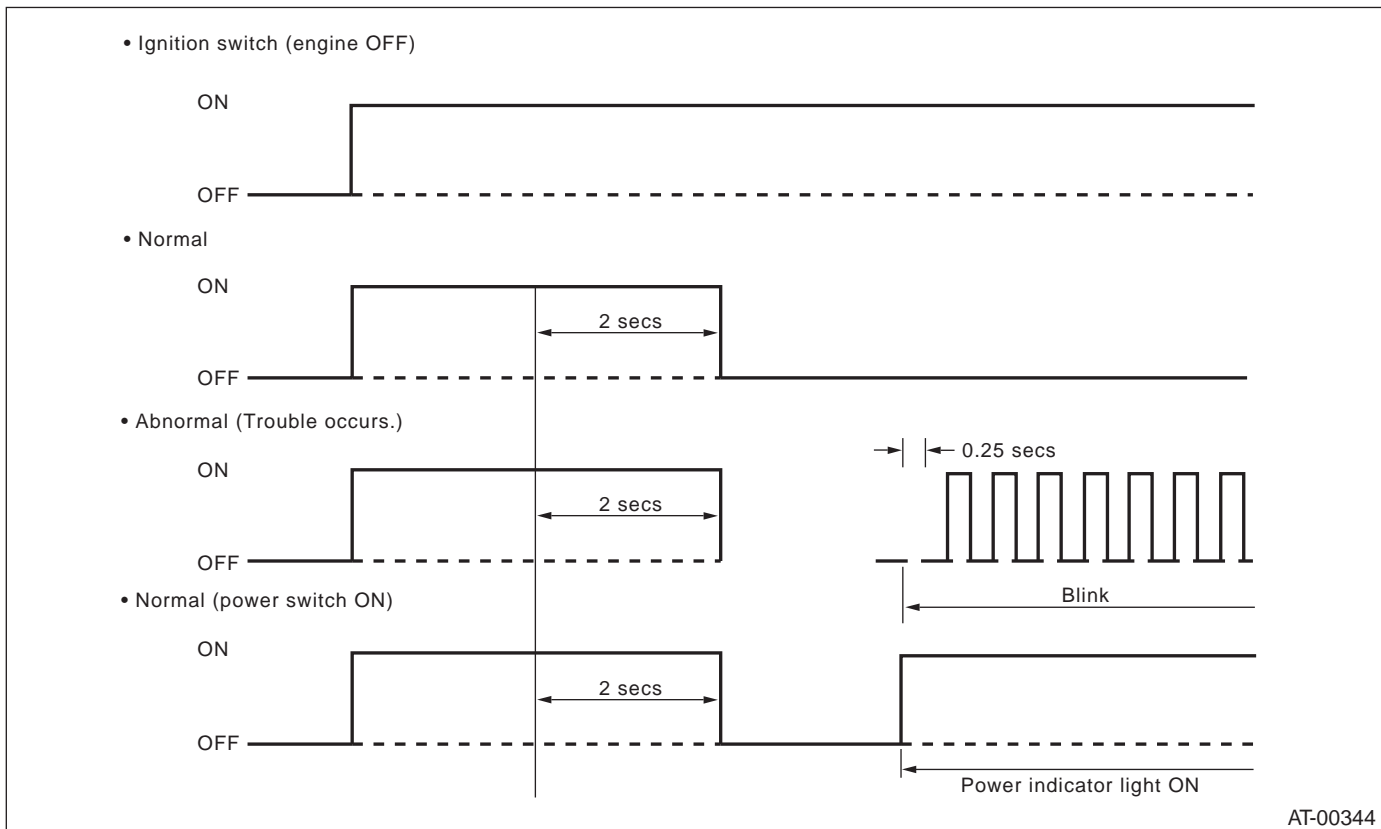 • Ignition switch (engine OFF)
ON
OFF
• Normal
ON
2 secs
OFF
• Abnormal (Trouble occurs.)
ON
0.25 secs
2 secs
OFF
Blink
• Normal (power switch ON)
ON
2 secs
OFF
Power indicator light ON
AT-00344